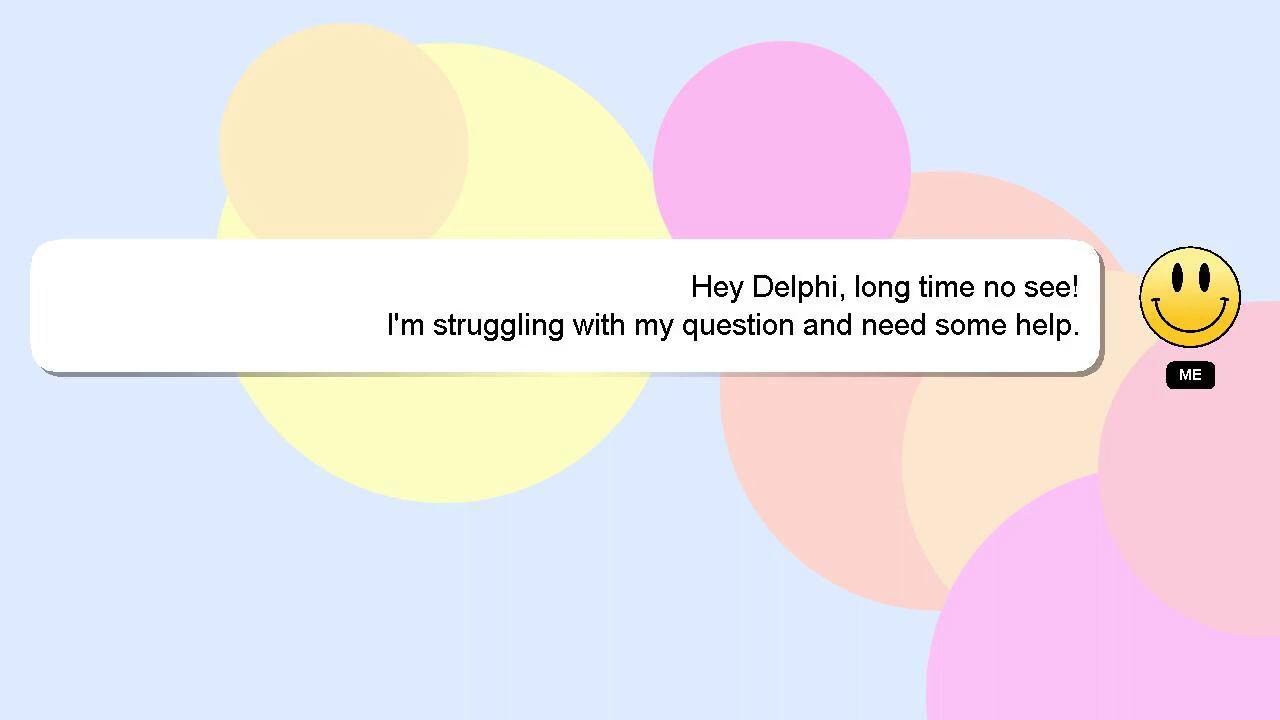 Hey Delphi, long time no see!
I'm struggling with my question and need some help.
ME